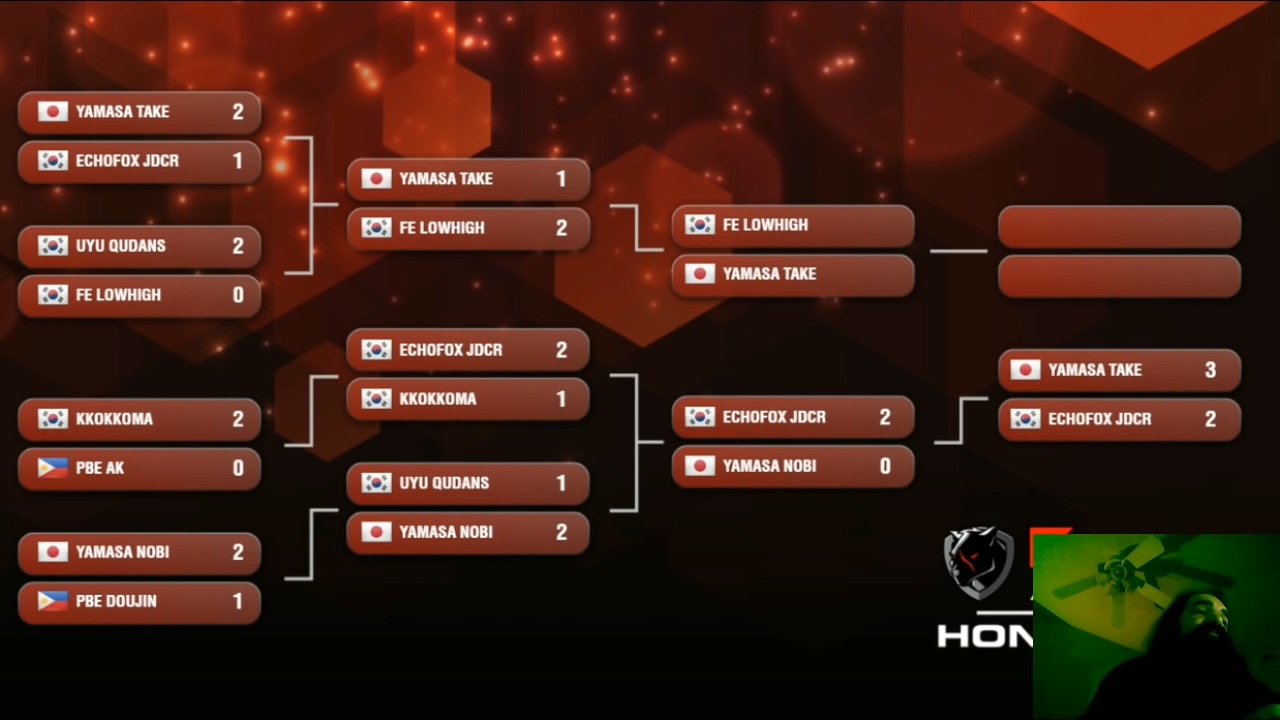 YAMASA TAKE 2
ECHOFOX JDCR 1
UYU QUDANS 2
FE LOWHIGH 0
KKOKKOMA 2
PBE AK 0
YAMASA NOBI 2
PBE DOUJIN 1
YAMASA TAKE 1
FE LOWHIGH 2
ECHOFOX JDCR 2
KKOKKOMA 1
UYU QUDANS 1
YAMASA NOBI 2
FE LOWHIGH
YAMASA TAKE
ECHOFOX JDCR 2
YAMASA NOBI 0
YAMASA TAKE 3
ECHOFOX JDCR 2
HON